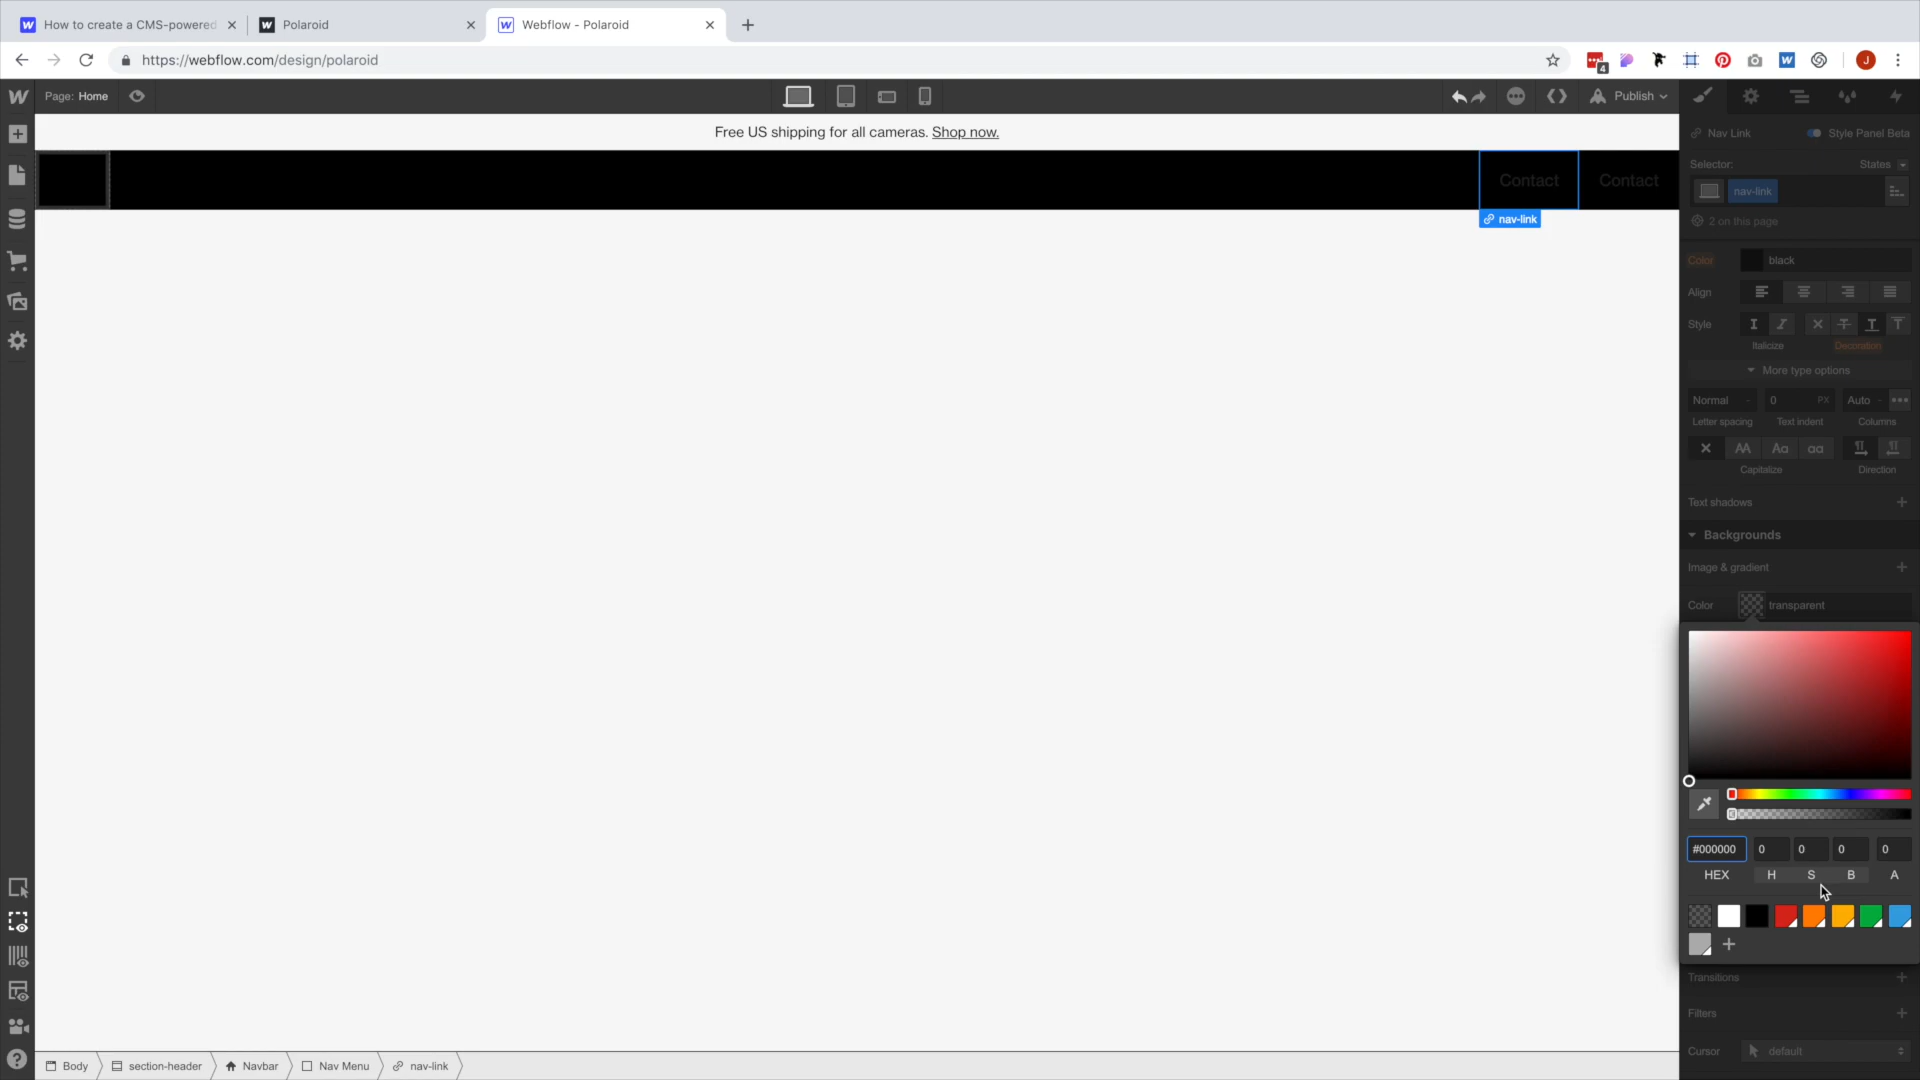 How to create a CMS-powered
Polaroid
Webflow - Polaroid
https://webflow.com/design/polaroid
4
J
Page: Home
Publish
Free US shipping for all cameras. Shop now.
Contact
Contact
nav-link
Nav Link
Style Panel Beta
Selector:
States
nav-link
2 on this page
Color
black
Align
Style
Italicize
Decoration
More type options
Normal
-
0
PX
Auto
-
Letter spacing
Text indent
Columns
AA
Aa
aa
Capitalize
Direction
Text shadows
Backgrounds
Image & gradient
Color
transparent
#000000
0
0
0
0
HEX
H
S
B
A
Transitions
Filters
Cursor
default
Body
section-header
Navbar
Nav Menu
nav-link